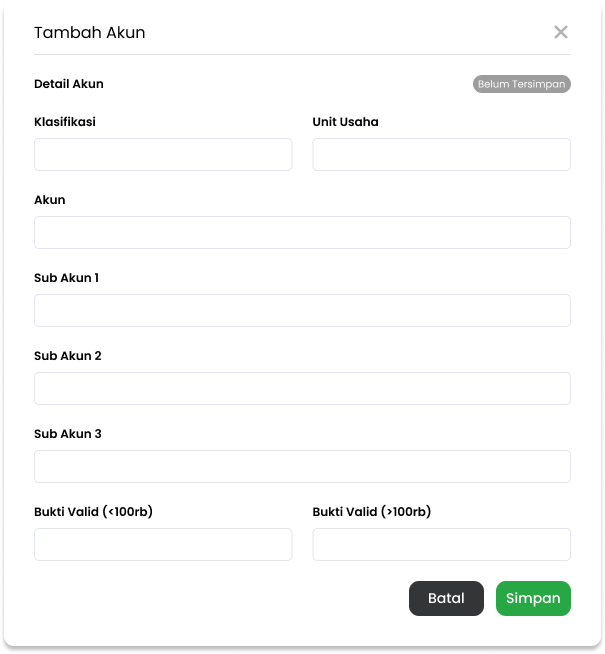 Tambah Akun
Detail Akun Belum Tersimpan
Klasifikasi Unit Usaha
Akun
Sub Akun 1
Sub Akun 2
Sub Akun 3
Bukti Valid (<100rb) Bukti Valid (>100rb)
Batal Simpan